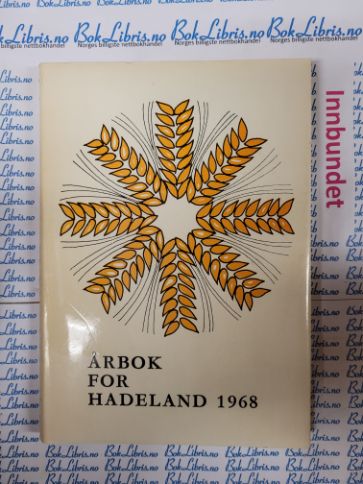 BokLibris.no
Norges billigste nettbokhandel
Innbundet
ÅRBOK
FOR
HADELAND 1968